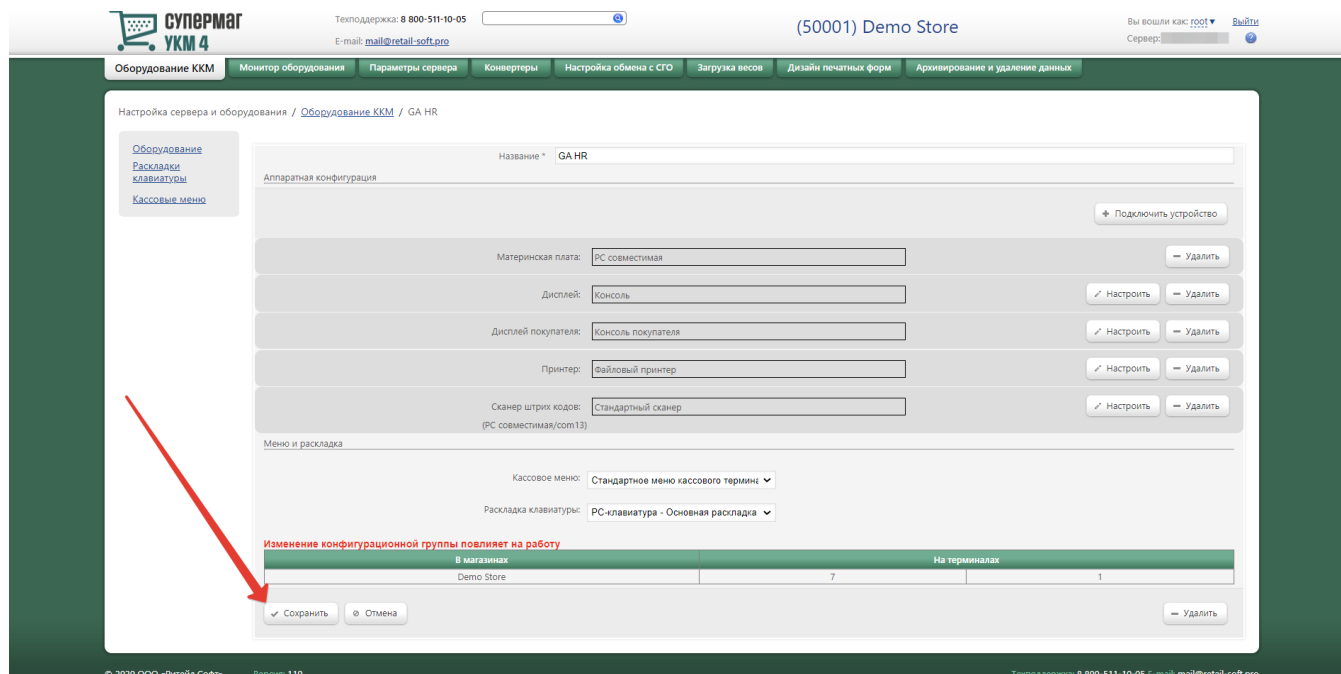 супермаг
УКМ 4
Техподдержка: 8 800-511-10-05
E-mail: mail@retail-soft.pro
(50001) Demo Store
Вы вошли как: root ▾ Выйти
Сервер:
Оборудование ККМ Монитор оборудования Параметры сервера Конвертеры Настройка обмена с СГО Загрузка весов Дизайн печатных форм Архивирование и удаление данных
Настройка сервера и оборудования / Оборудование ККМ / GA HR
Оборудование
Раскладки
клавиатуры
Кассовые меню
Название * GA HR
Аппаратная конфигурация
+ Подключить устройство
Материнская плата: PC совместимая Удалить
Дисплей: Консоль Настроить Удалить
Дисплей покупателя: Консоль покупателя Настроить Удалить
Принтер: Файловый принтер Настроить Удалить
Сканер штрих кодов: Стандартный сканер Настроить Удалить
(PC совместимая/com13)
Меню и раскладка
Кассовое меню: Стандартное меню кассового термина
Раскладка клавиатуры: PC-клавиатура - Основная раскладка
Изменение конфигурационной группы повлияет на работу
В магазинах На терминалах
Demo Store 7 1
Сохранить Отмена Удалить
© 2020 ООО «Ритейл Софт» Версия: 110 Техподдержка: 8 800-511-10-05 E-mail: mail@retail-soft.pro